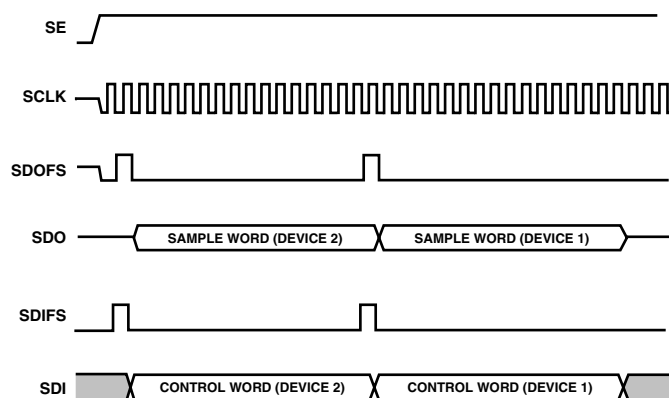 SE
SCLK
SDOFS
SDO
SAMPLE WORD (DEVICE 2)
SAMPLE WORD (DEVICE 1)
SDIFS
SDI
CONTROL WORD (DEVICE 2)
CONTROL WORD (DEVICE 1)